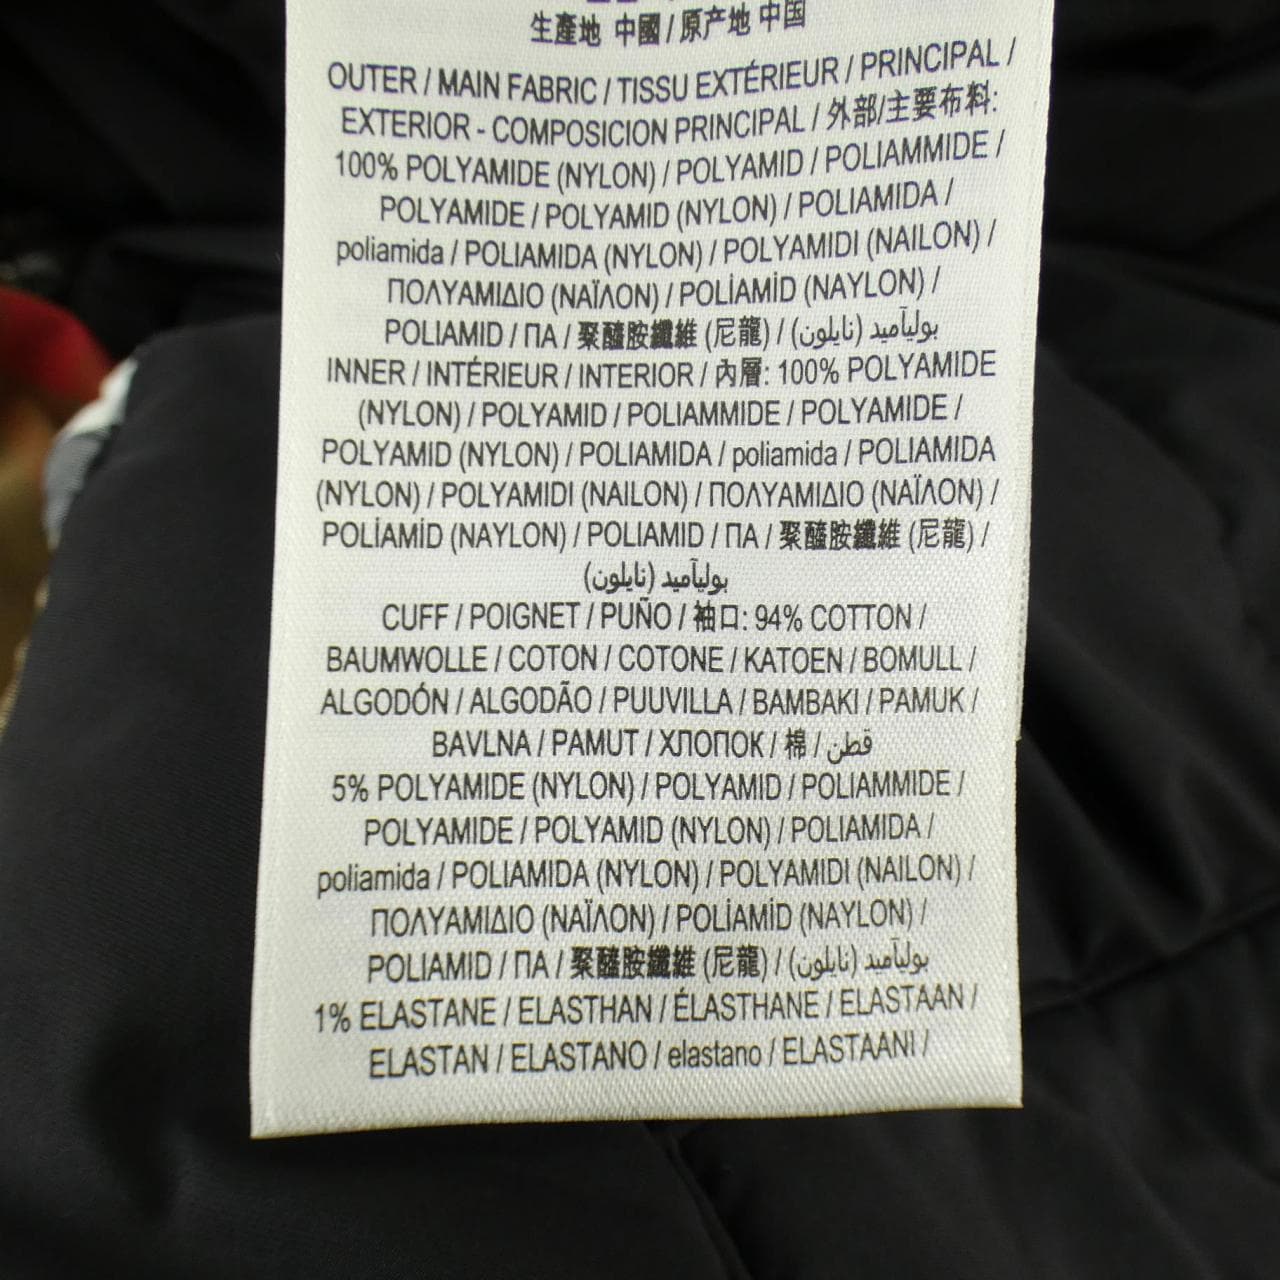 生產地 中國 / 原产地 中国
OUTER / MAIN FABRIC / TISSU EXTÉRIEUR / PRINCIPAL /
EXTERIOR - COMPOSICION PRINCIPAL / 外部/主要布料:
100% POLYAMIDE (NYLON) / POLYAMID / POLIAMMIDE /
POLYAMIDE / POLYAMID (NYLON) / POLIAMIDA /
poliamida / POLIAMIDA (NYLON) / POLYAMIDI (NAILON) /
ΠΟΛΥΑΜΙΔΙΟ (ΝΑΪΛΟΝ) / POLİAMİD (NAYLON) /
POLIAMID / ПА / 聚醯胺纖維 (尼龍) / بوليآميد (نايلون)
INNER / INTÉRIEUR / INTERIOR / 內層: 100% POLYAMIDE
(NYLON) / POLYAMID / POLIAMMIDE / POLYAMIDE /
POLYAMID (NYLON) / POLIAMIDA / poliamida / POLIAMIDA
(NYLON) / POLYAMIDI (NAILON) / ΠΟΛΥΑΜΙΔΙΟ (ΝΑΪΛΟΝ) /
POLİAMİD (NAYLON) / POLIAMID / ПА / 聚醯胺纖維 (尼龍) /
بوليآميد (نايلون)
CUFF / POIGNET / PUÑO / 袖口: 94% COTTON /
BAUMWOLLE / COTON / COTONE / KATOEN / BOMULL /
ALGODÓN / ALGODÃO / PUUVILLA / BAMBAKI / PAMUK /
BAVLNA / PAMUT / ХЛОПОК / 棉 / قطن
5% POLYAMIDE (NYLON) / POLYAMID / POLIAMMIDE /
POLYAMIDE / POLYAMID (NYLON) / POLIAMIDA /
poliamida / POLIAMIDA (NYLON) / POLYAMIDI (NAILON) /
ΠΟΛΥΑΜΙΔΙΟ (ΝΑΪΛΟΝ) / POLİAMİD (NAYLON) /
POLIAMID / ПА / 聚醯胺纖維 (尼龍) / بوليآميد (نايلون)
1% ELASTANE / ELASTHAN / ÉLASTHANE / ELASTAAN /
ELASTAN / ELASTANO / elastano / ELASTAANI /